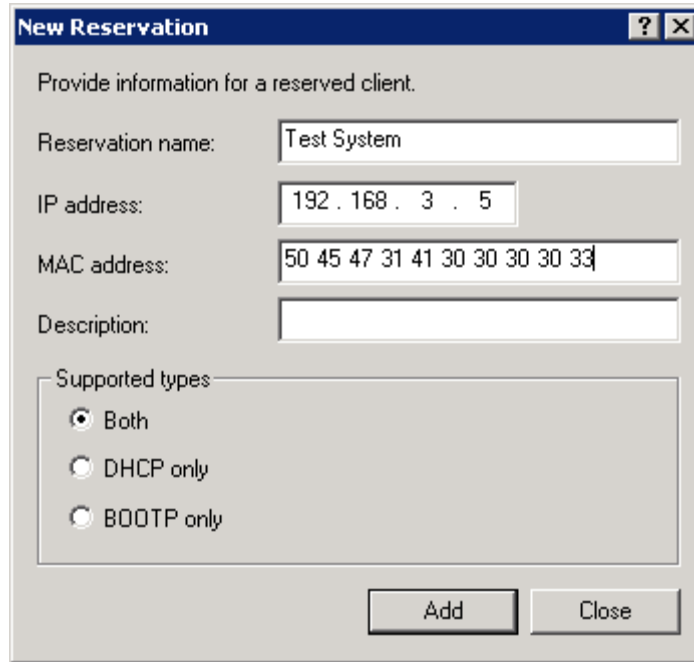 New Reservation
Provide information for a reserved client.
Reservation name: Test System
IP address: 192 . 168 . 3 . 5
MAC address: 50 45 47 31 41 30 30 30 30 33
Description:
Supported types
Both
DHCP only
BOOTP only
Add Close